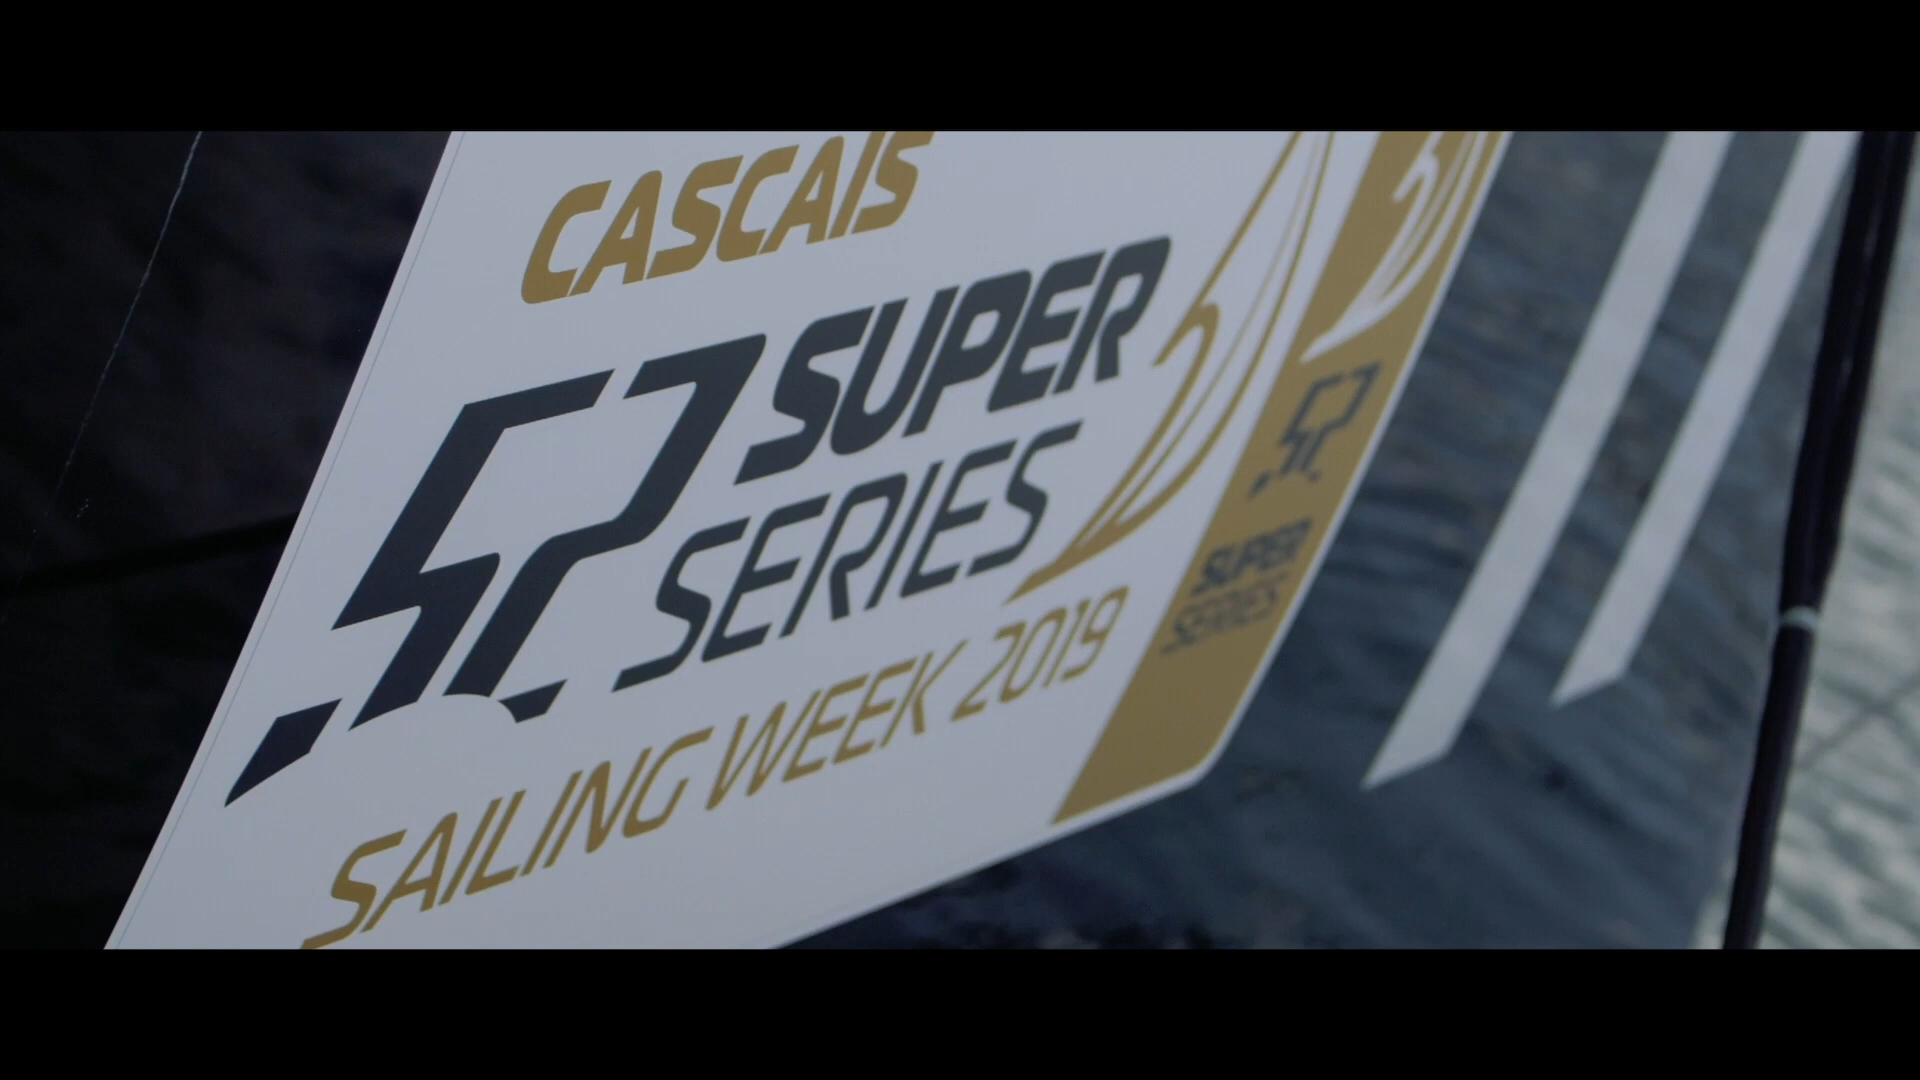 CASCAIS
52 SUPER
SERIES
SAILING WEEK 2019
52
SUPER
SERIES